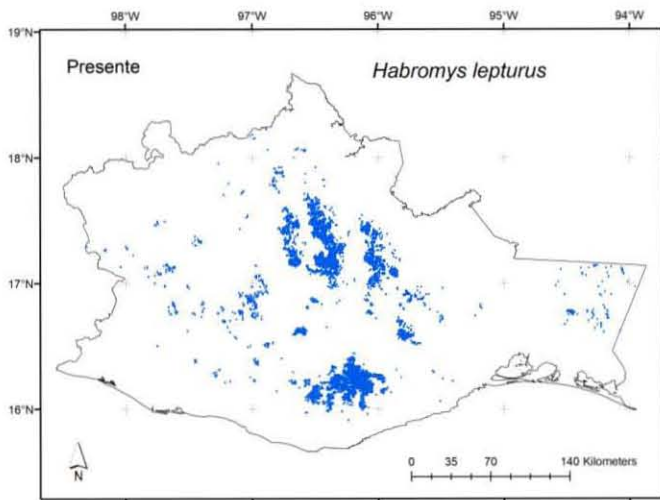 98°W 97°W 96°W 95°W 94°W
19°N
Presente Habromys lepturus
18°N
17°N
16°N
0 35 70 140 Kilometers
N